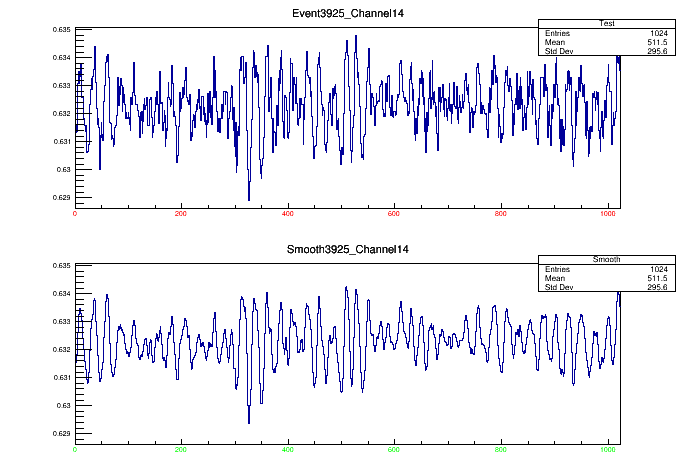 Event3925_Channel14
Test
Entries 1024
Mean 511.5
Std Dev 295.6
0.635
0.634
0.633
0.632
0.631
0.63
0.629
0 200 400 600 800 1000
Smooth3925_Channel14
Smooth
Entries 1024
Mean 511.5
Std Dev 295.6
0.635
0.634
0.633
0.632
0.631
0.63
0.629
0 200 400 600 800 1000